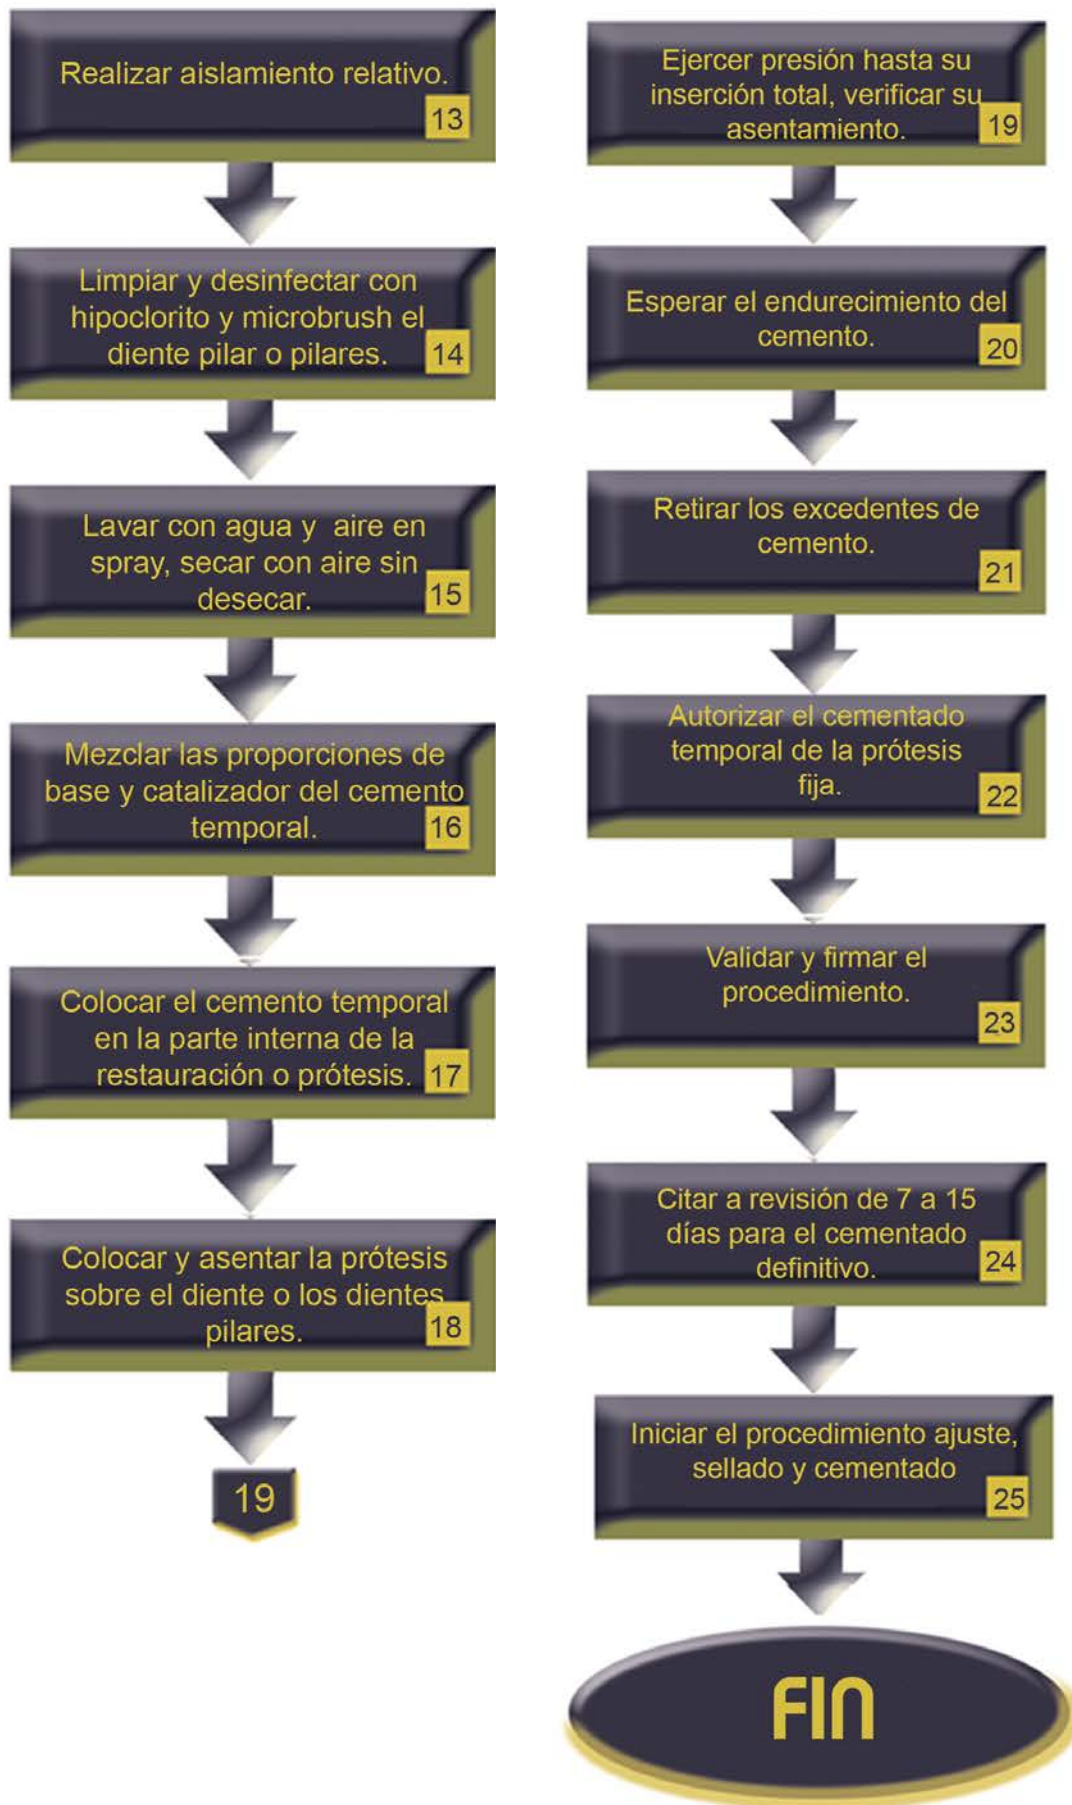 Realizar aislamiento relativo.
13
Limpiar y desinfectar con
hipoclorito y microbrush el
diente pilar o pilares.
14
Lavar con agua y aire en
spray, secar con aire sin
desecar.
15
Mezclar las proporciones de
base y catalizador del cemento
temporal.
16
Colocar el cemento temporal
en la parte interna de la
restauración o prótesis.
17
Colocar y asentar la prótesis
sobre el diente o los dientes
pilares.
18
19
Ejercer presión hasta su
inserción total, verificar su
asentamiento.
19
Esperar el endurecimiento del
cemento.
20
Retirar los excedentes de
cemento.
21
Autorizar el cementado
temporal de la prótesis
fija.
22
Validar y firmar el
procedimiento.
23
Citar a revisión de 7 a 15
días para el cementado
definitivo.
24
Iniciar el procedimiento ajuste,
sellado y cementado
25
FIN